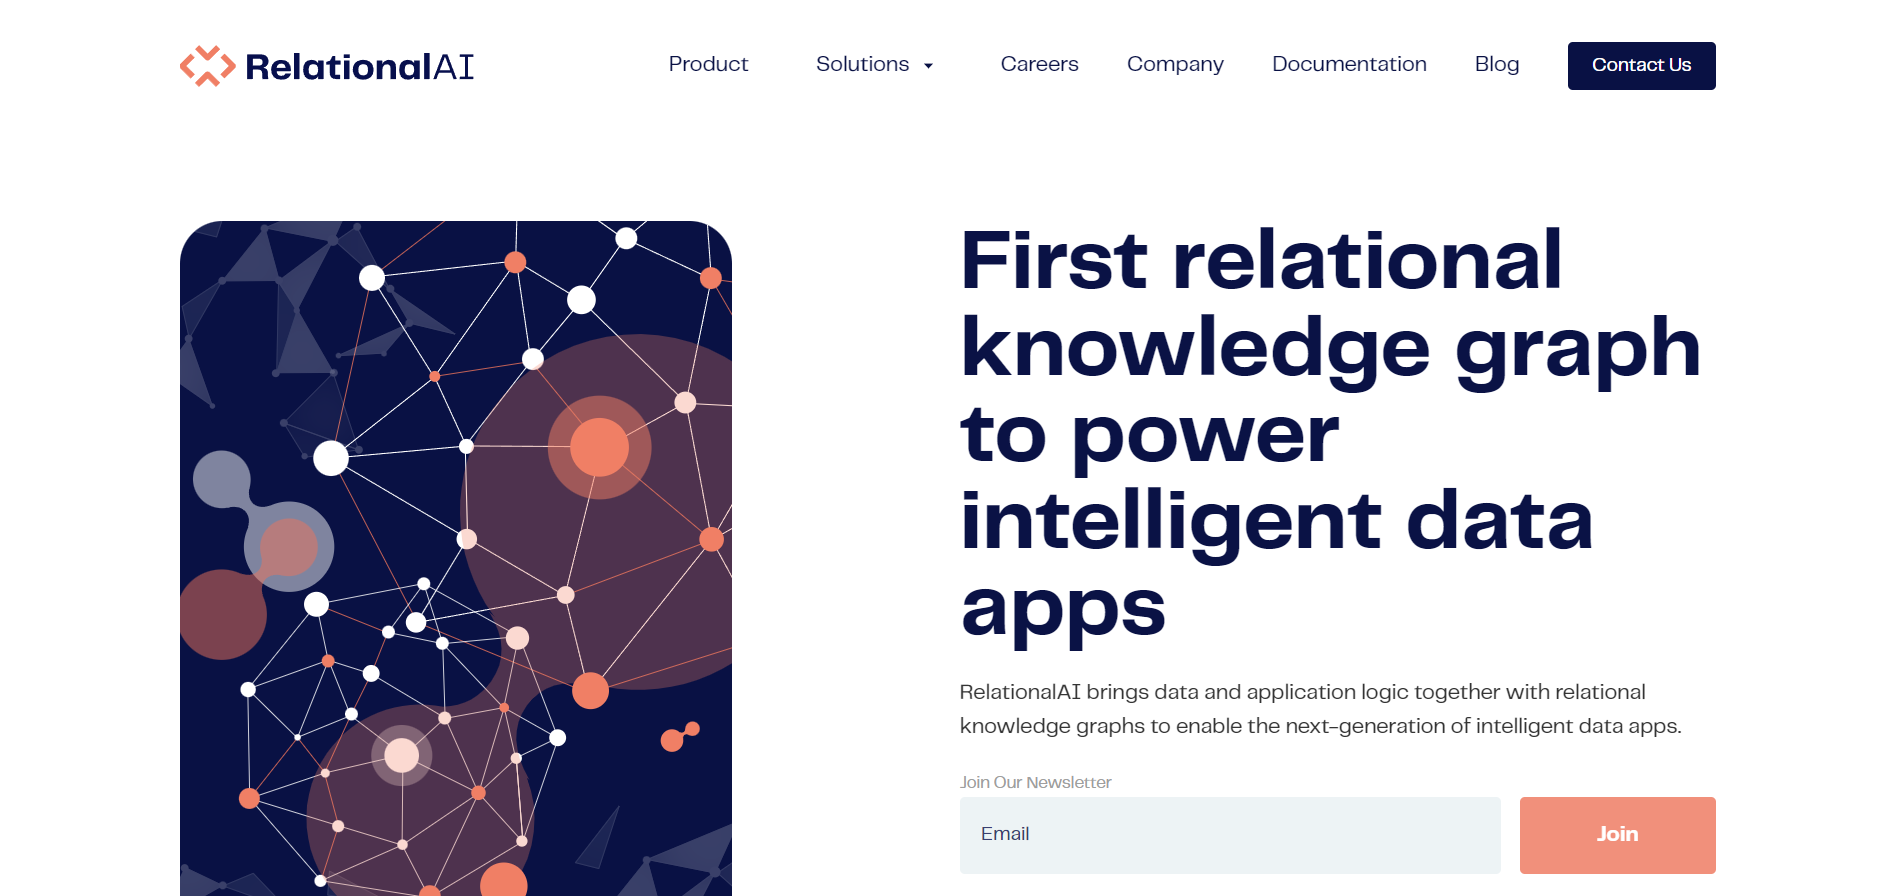 RelationalAI
Product Solutions Careers Company Documentation Blog Contact Us
First relational
knowledge graph
to power
intelligent data
apps
RelationalAI brings data and application logic together with relational
knowledge graphs to enable the next-generation of intelligent data apps.
Join Our Newsletter
Email
Join